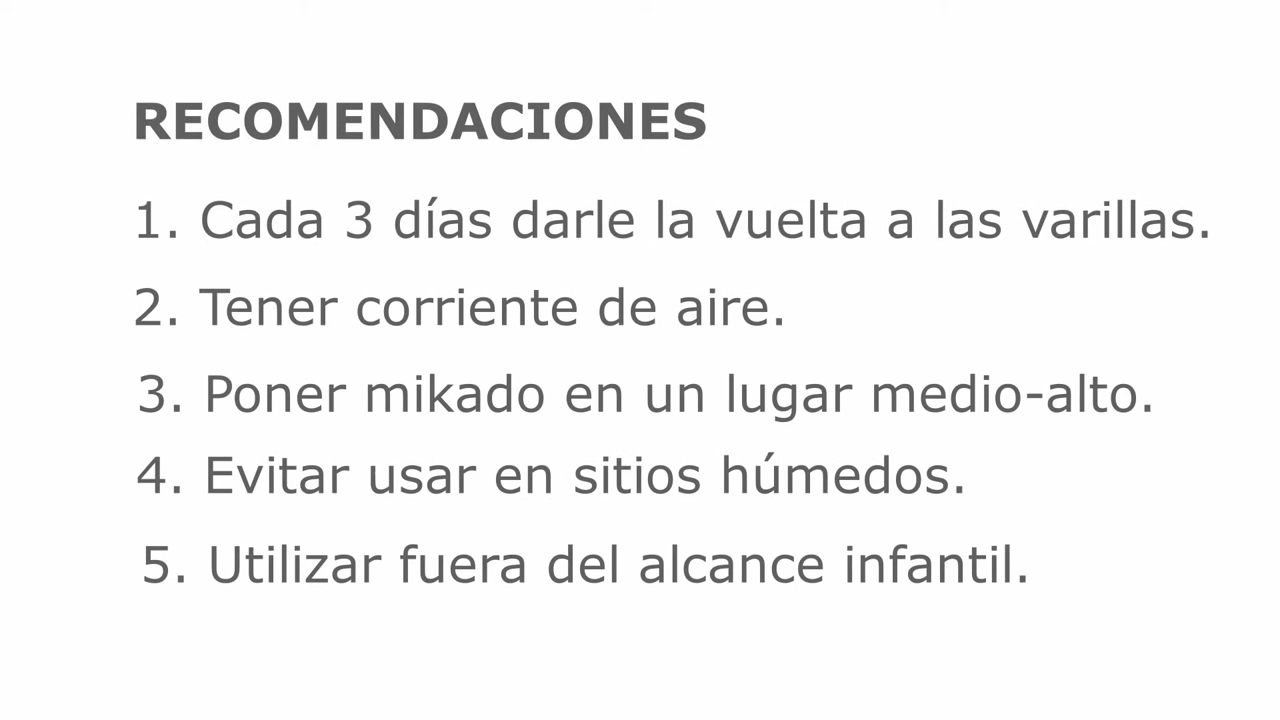 RECOMENDACIONES
1. Cada 3 días darle la vuelta a las varillas.
2. Tener corriente de aire.
3. Poner mikado en un lugar medio-alto.
4. Evitar usar en sitios húmedos.
5. Utilizar fuera del alcance infantil.